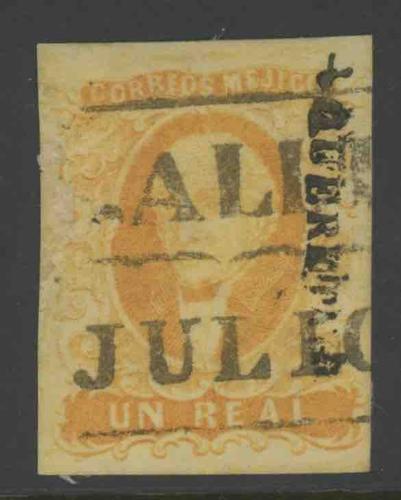 CORREOS MEJICO
.ALI
JULIO
UN REAL